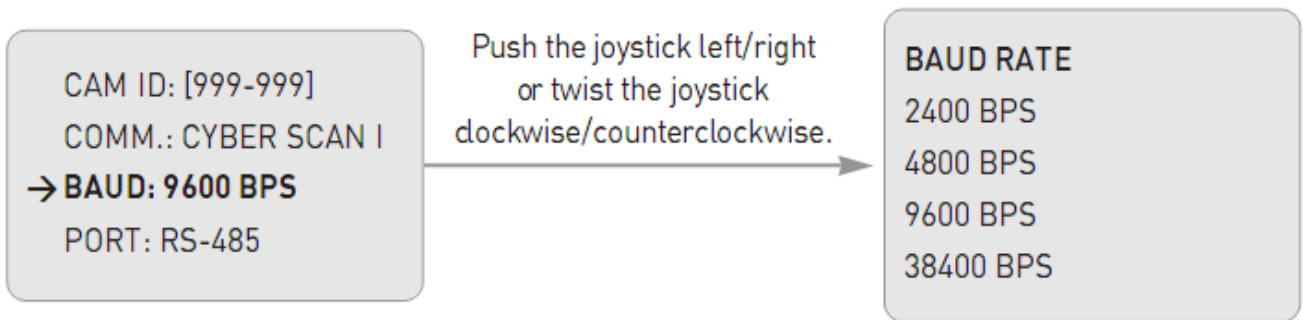 CAM ID: [999-999]
COMM.: CYBER SCAN I
→ BAUD: 9600 BPS
PORT: RS-485
Push the joystick left/right
or twist the joystick
clockwise/counterclockwise.
BAUD RATE
2400 BPS
4800 BPS
9600 BPS
38400 BPS